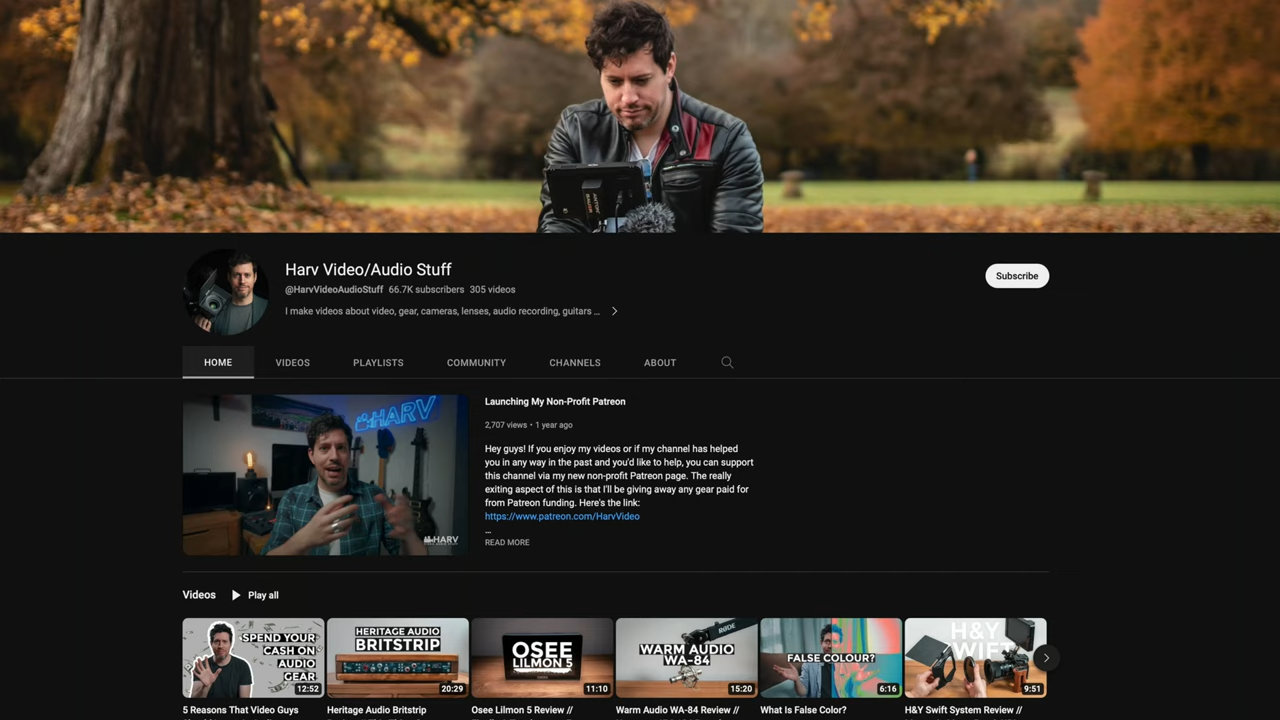 Harv Video/Audio Stuff
@HarvVideoAudioStuff 66.7K subscribers 305 videos
I make videos about video, gear, cameras, lenses, audio recording, guitars ...
Subscribe
HOME VIDEOS PLAYLISTS COMMUNITY CHANNELS ABOUT
HARV
HARV
Launching My Non-Profit Patreon
2,707 views • 1 year ago
Hey guys! If you enjoy my videos or if my channel has helped
you in any way in the past and you'd like to help, you can support
this channel via my new non-profit Patreon page. The really
exiting aspect of this is that I'll be giving away any gear paid for
from Patreon funding. Here's the link:
https://www.patreon.com/HarvVideo
...
READ MORE
Videos Play all
SPEND YOUR
CASH ON
AUDIO
GEAR
12:52
HERITAGE AUDIO
BRITSTRIP
20:29
OSEE
LILMON 5
11:10
RØDE
WARM AUDIO
WA-84
15:20
FALSE COLOUR?
6:16
H&Y
SWIFT
9:51
5 Reasons That Video Guys
Heritage Audio Britstrip
Osee Lilmon 5 Review //
Warm Audio WA-84 Review //
What Is False Color?
H&Y Swift System Review //